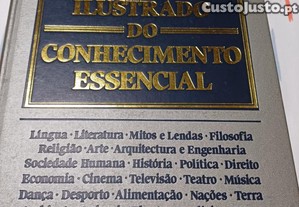 CustoJusto.pt
ILUSTRADO
DO
CONHECIMENTO
ESSENCIAL
Língua · Literatura · Mitos e Lendas · Filosofia
Religião · Arte · Arquitectura e Engenharia
Sociedade Humana · História · Política · Direito
Economia · Cinema · Televisão · Teatro · Música
Dança · Desporto · Alimentação · Nações · Terra